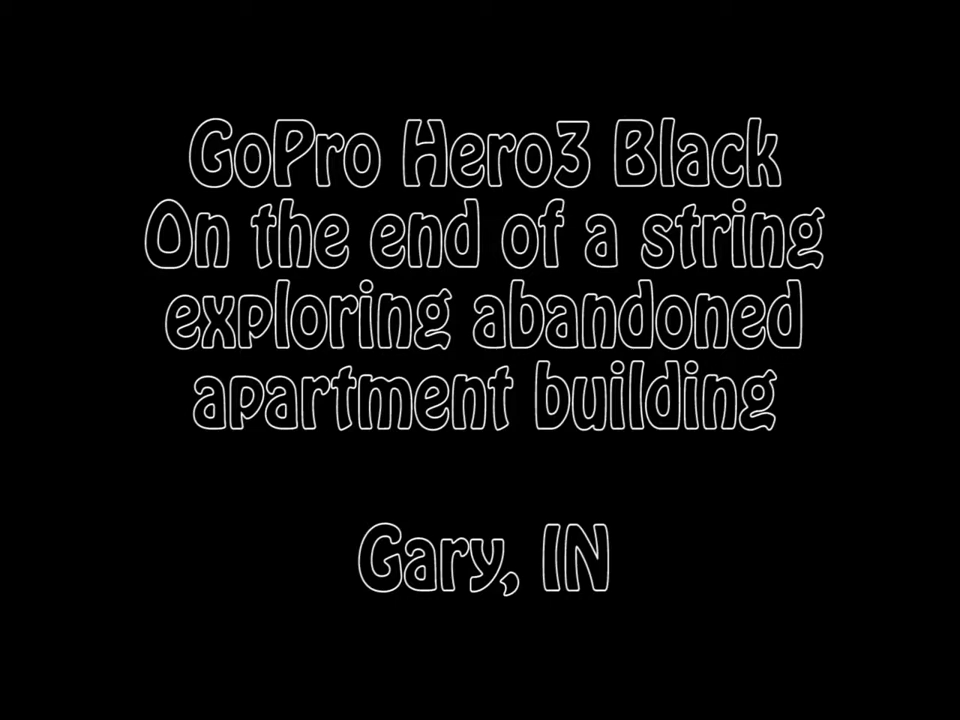 GoPro Hero3 Black
On the end of a string
exploring abandoned
apartment building
Gary, IN